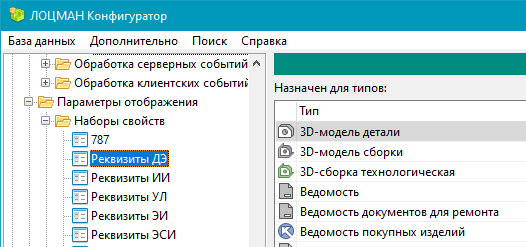 ЛОЦМАН Конфигуратор
База данных Дополнительно Поиск Справка
Обработка серверных событий
Обработка клиентских событий
Параметры отображения
Наборы свойств
787
Реквизиты ДЭ
Реквизиты ИИ
Реквизиты УЛ
Реквизиты ЭИ
Реквизиты ЭСИ
Назначен для типов:
Тип
3D-модель детали
3D-модель сборки
3D-сборка технологическая
Ведомость
Ведомость документов для ремонта
Ведомость покупных изделий